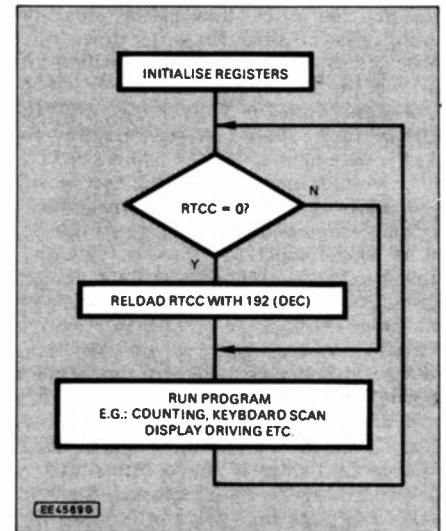 INITIALISE REGISTERS
RTCC = 0?
N
Y
RELOAD RTCC WITH 192 (DEC)
RUN PROGRAM
E.G.: COUNTING, KEYBOARD SCAN
DISPLAY DRIVING ETC.
EE4589G